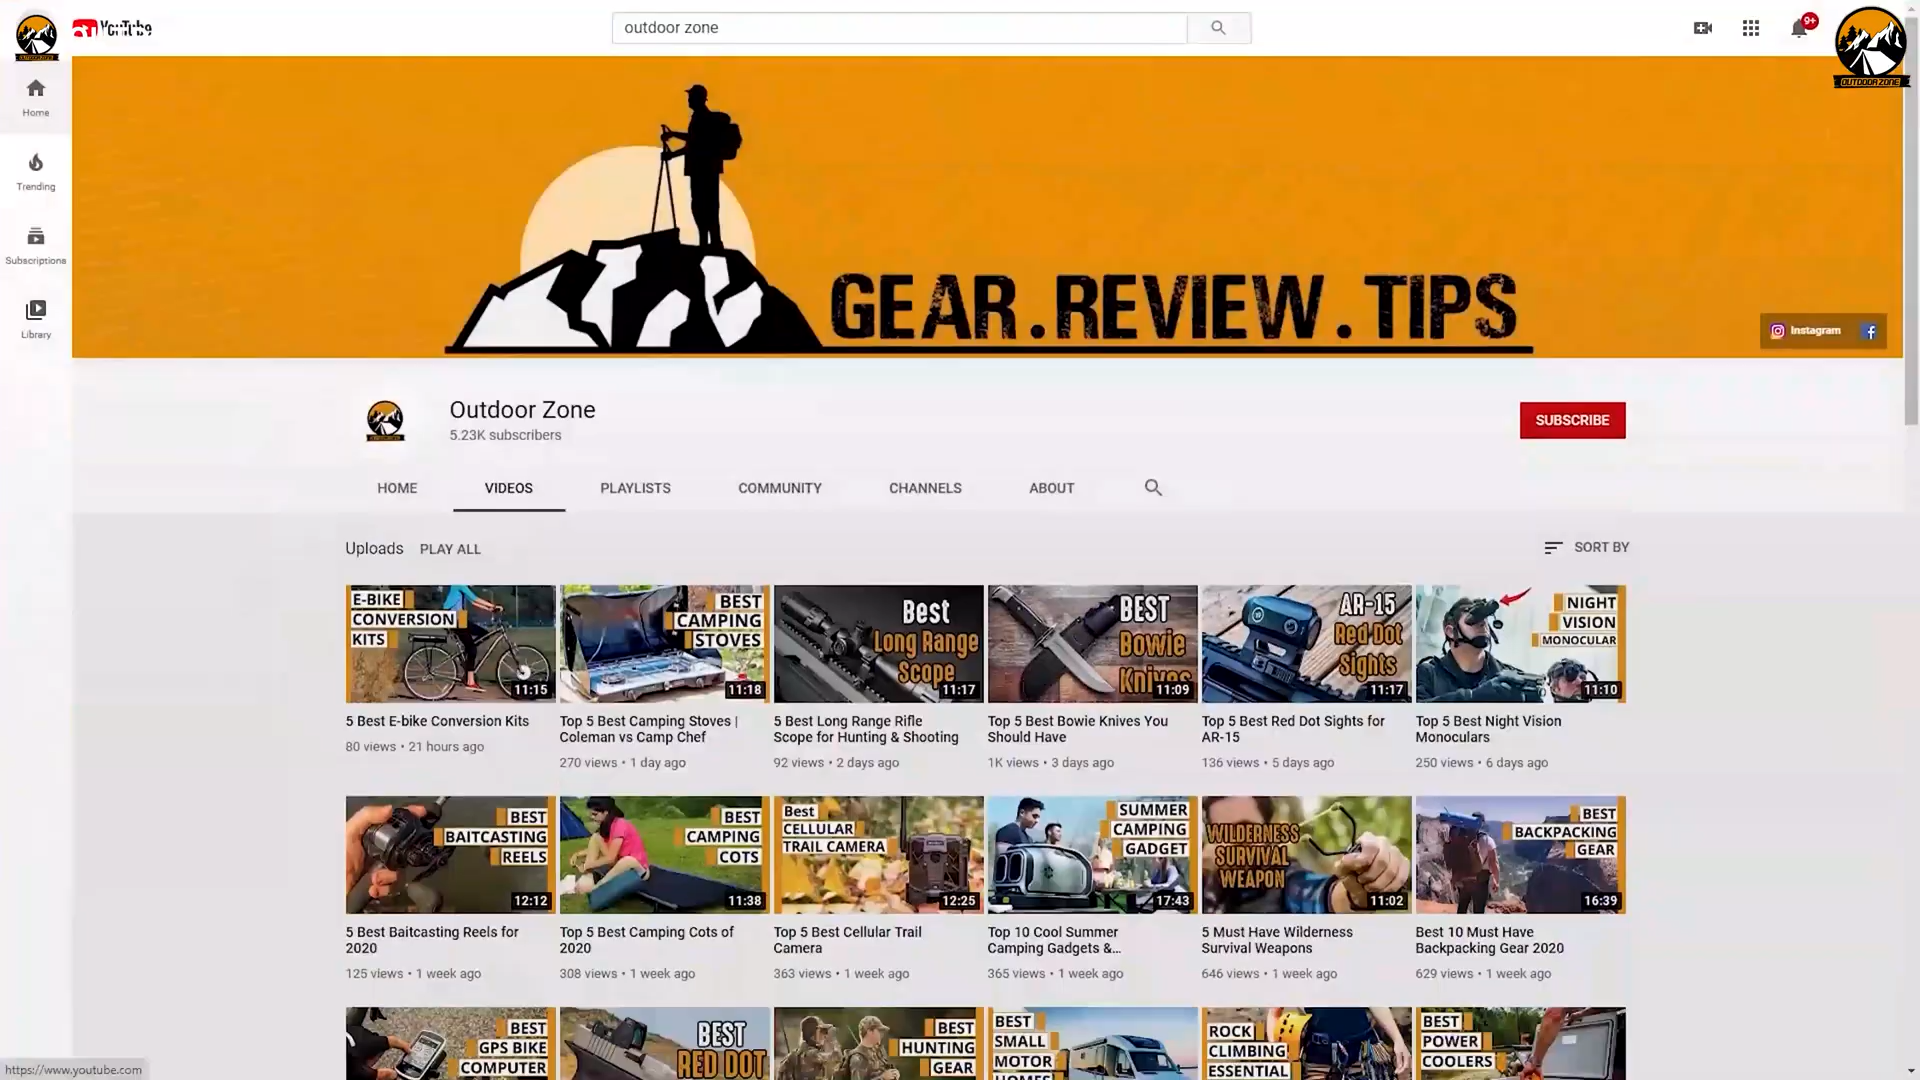 YouTube
outdoor zone
9+
OUTDOOR ZONE
Home
Trending
Subscriptions
Library
GEAR.REVIEW.TIPS
Instagram
Outdoor Zone
5.23K subscribers
SUBSCRIBE
HOME VIDEOS PLAYLISTS COMMUNITY CHANNELS ABOUT
Uploads PLAY ALL SORT BY
E-BIKE
CONVERSION
KITS
11:15
BEST
CAMPING
STOVES
11:18
Best
Long Range
Scope
11:17
BEST
Bowie
Knives
11:09
AR-15
Red Dot
Sights
11:17
NIGHT
VISION
MONOCULAR
11:10
5 Best E-bike Conversion Kits
80 views • 21 hours ago
Top 5 Best Camping Stoves |
Coleman vs Camp Chef
270 views • 1 day ago
5 Best Long Range Rifle
Scope for Hunting & Shooting
92 views • 2 days ago
Top 5 Best Bowie Knives You
Should Have
1K views • 3 days ago
Top 5 Best Red Dot Sights for
AR-15
136 views • 5 days ago
Top 5 Best Night Vision
Monoculars
250 views • 6 days ago
BEST
BAITCASTING
REELS
12:12
BEST
CAMPING
COTS
11:38
Best
CELLULAR
TRAIL CAMERA
12:25
SUMMER
CAMPING
GADGET
17:43
WILDERNESS
SURVIVAL
WEAPON
11:02
BEST
BACKPACKING
GEAR
16:39
5 Best Baitcasting Reels for
2020
125 views • 1 week ago
Top 5 Best Camping Cots of
2020
308 views • 1 week ago
Top 5 Best Cellular Trail
Camera
363 views • 1 week ago
Top 10 Cool Summer
Camping Gadgets &...
365 views • 1 week ago
5 Must Have Wilderness
Survival Weapons
646 views • 1 week ago
Best 10 Must Have
Backpacking Gear 2020
629 views • 1 week ago
BEST
GPS BIKE
COMPUTER
BEST
RED DOT
BEST
HUNTING
GEAR
BEST
SMALL
MOTOR
HOMES
ROCK
CLIMBING
ESSENTIAL
BEST
POWER
COOLERS
https://www.youtube.com